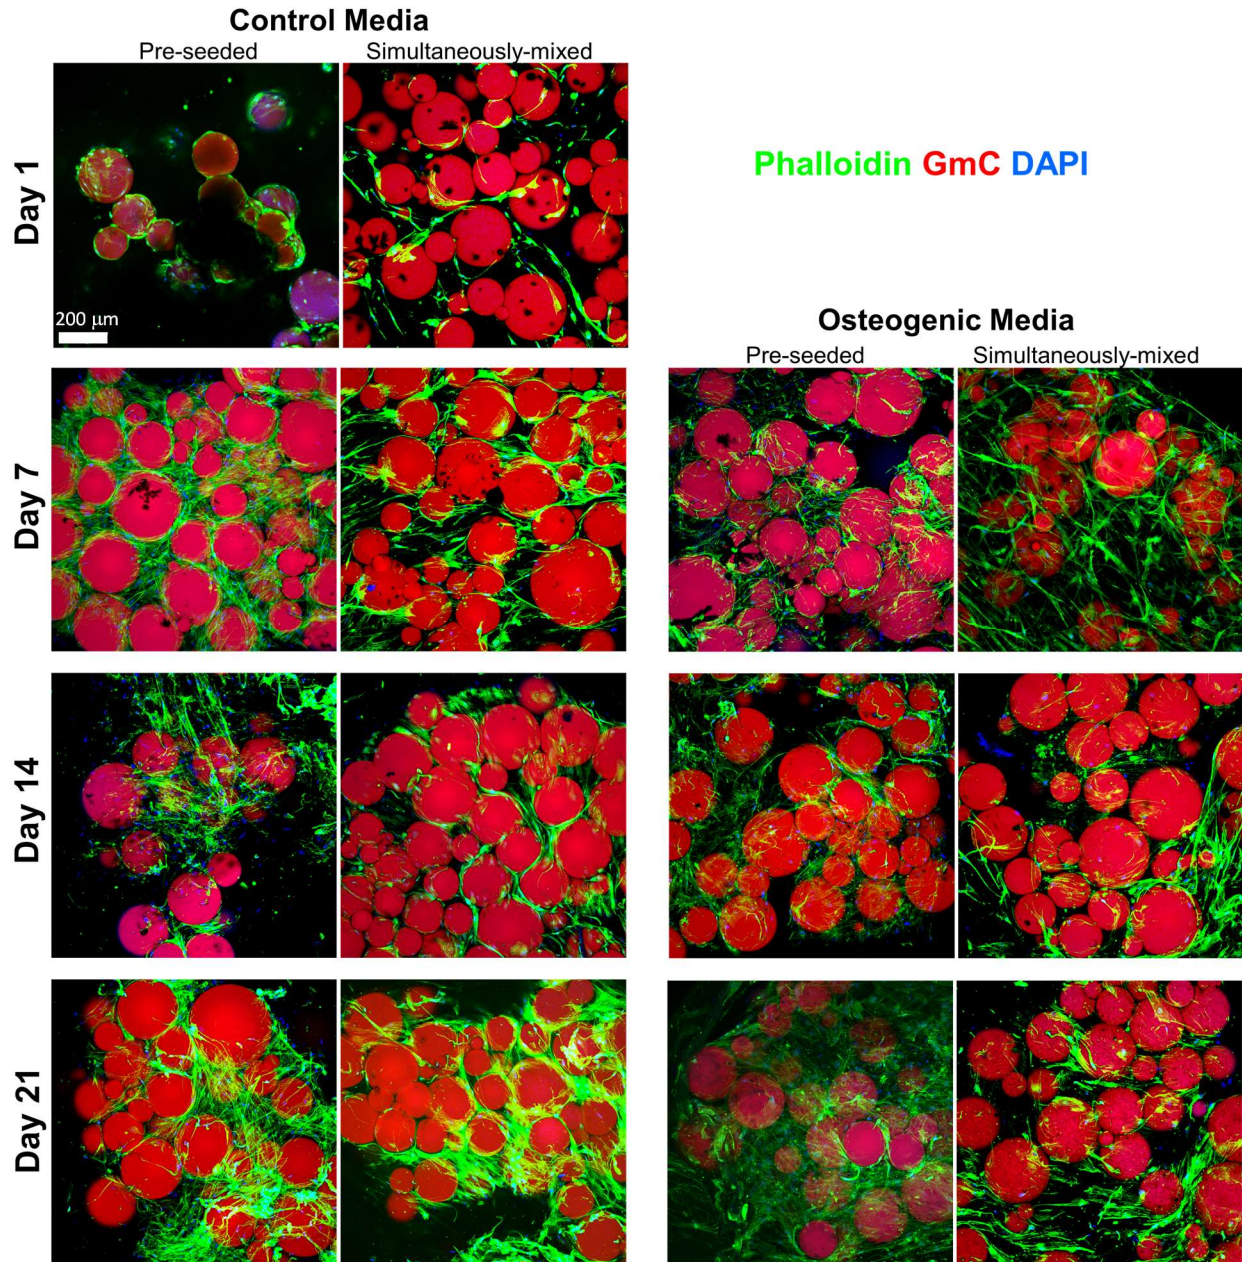 Control Media
Pre-seeded Simultaneously-mixed
Day 1
200 μm
Phalloidin GmC DAPI
Osteogenic Media
Pre-seeded Simultaneously-mixed
Day 7
Day 14
Day 21